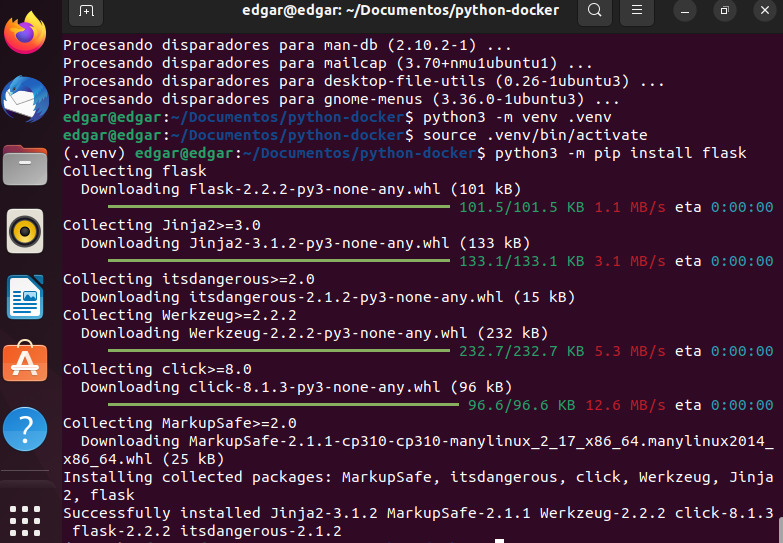 edgar@edgar: ~/Documentos/python-docker
Procesando disparadores para man-db (2.10.2-1) ...
Procesando disparadores para mailcap (3.70+nmu1ubuntu1) ...
Procesando disparadores para desktop-file-utils (0.26-1ubuntu3) ...
Procesando disparadores para gnome-menus (3.36.0-1ubuntu3) ...
edgar@edgar:~/Documentos/python-docker$ python3 -m venv .venv
edgar@edgar:~/Documentos/python-docker$ source .venv/bin/activate
(.venv) edgar@edgar:~/Documentos/python-docker$ python3 -m pip install flask
Collecting flask
  Downloading Flask-2.2.2-py3-none-any.whl (101 kB)
101.5/101.5 KB 1.1 MB/s eta 0:00:00
Collecting Jinja2>=3.0
  Downloading Jinja2-3.1.2-py3-none-any.whl (133 kB)
133.1/133.1 KB 3.1 MB/s eta 0:00:00
Collecting itsdangerous>=2.0
  Downloading itsdangerous-2.1.2-py3-none-any.whl (15 kB)
Collecting Werkzeug>=2.2.2
  Downloading Werkzeug-2.2.2-py3-none-any.whl (232 kB)
232.7/232.7 KB 5.3 MB/s eta 0:00:00
Collecting click>=8.0
  Downloading click-8.1.3-py3-none-any.whl (96 kB)
96.6/96.6 KB 12.6 MB/s eta 0:00:00
Collecting MarkupSafe>=2.0
  Downloading MarkupSafe-2.1.1-cp310-cp310-manylinux_2_17_x86_64.manylinux2014_
x86_64.whl (25 kB)
Installing collected packages: MarkupSafe, itsdangerous, click, Werkzeug, Jinja
2, flask
Successfully installed Jinja2-3.1.2 MarkupSafe-2.1.1 Werkzeug-2.2.2 click-8.1.3
 flask-2.2.2 itsdangerous-2.1.2